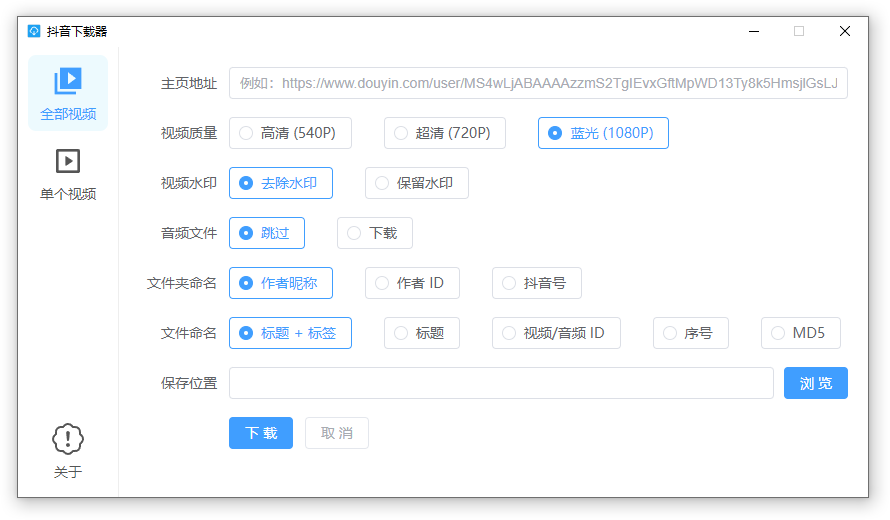 抖音下载器
全部视频
单个视频
关于
主页地址 例如：https://www.douyin.com/user/MS4wLjABAAAAzzmS2TgIEvxGftMpWD13Ty8k5HmsjlGsLJ
视频质量 高清 (540P) 超清 (720P) 蓝光 (1080P)
视频水印 去除水印 保留水印
音频文件 跳过 下载
文件夹命名 作者昵称 作者 ID 抖音号
文件命名 标题 + 标签 标题 视频/音频 ID 序号 MD5
保存位置 浏 览
下 载 取 消